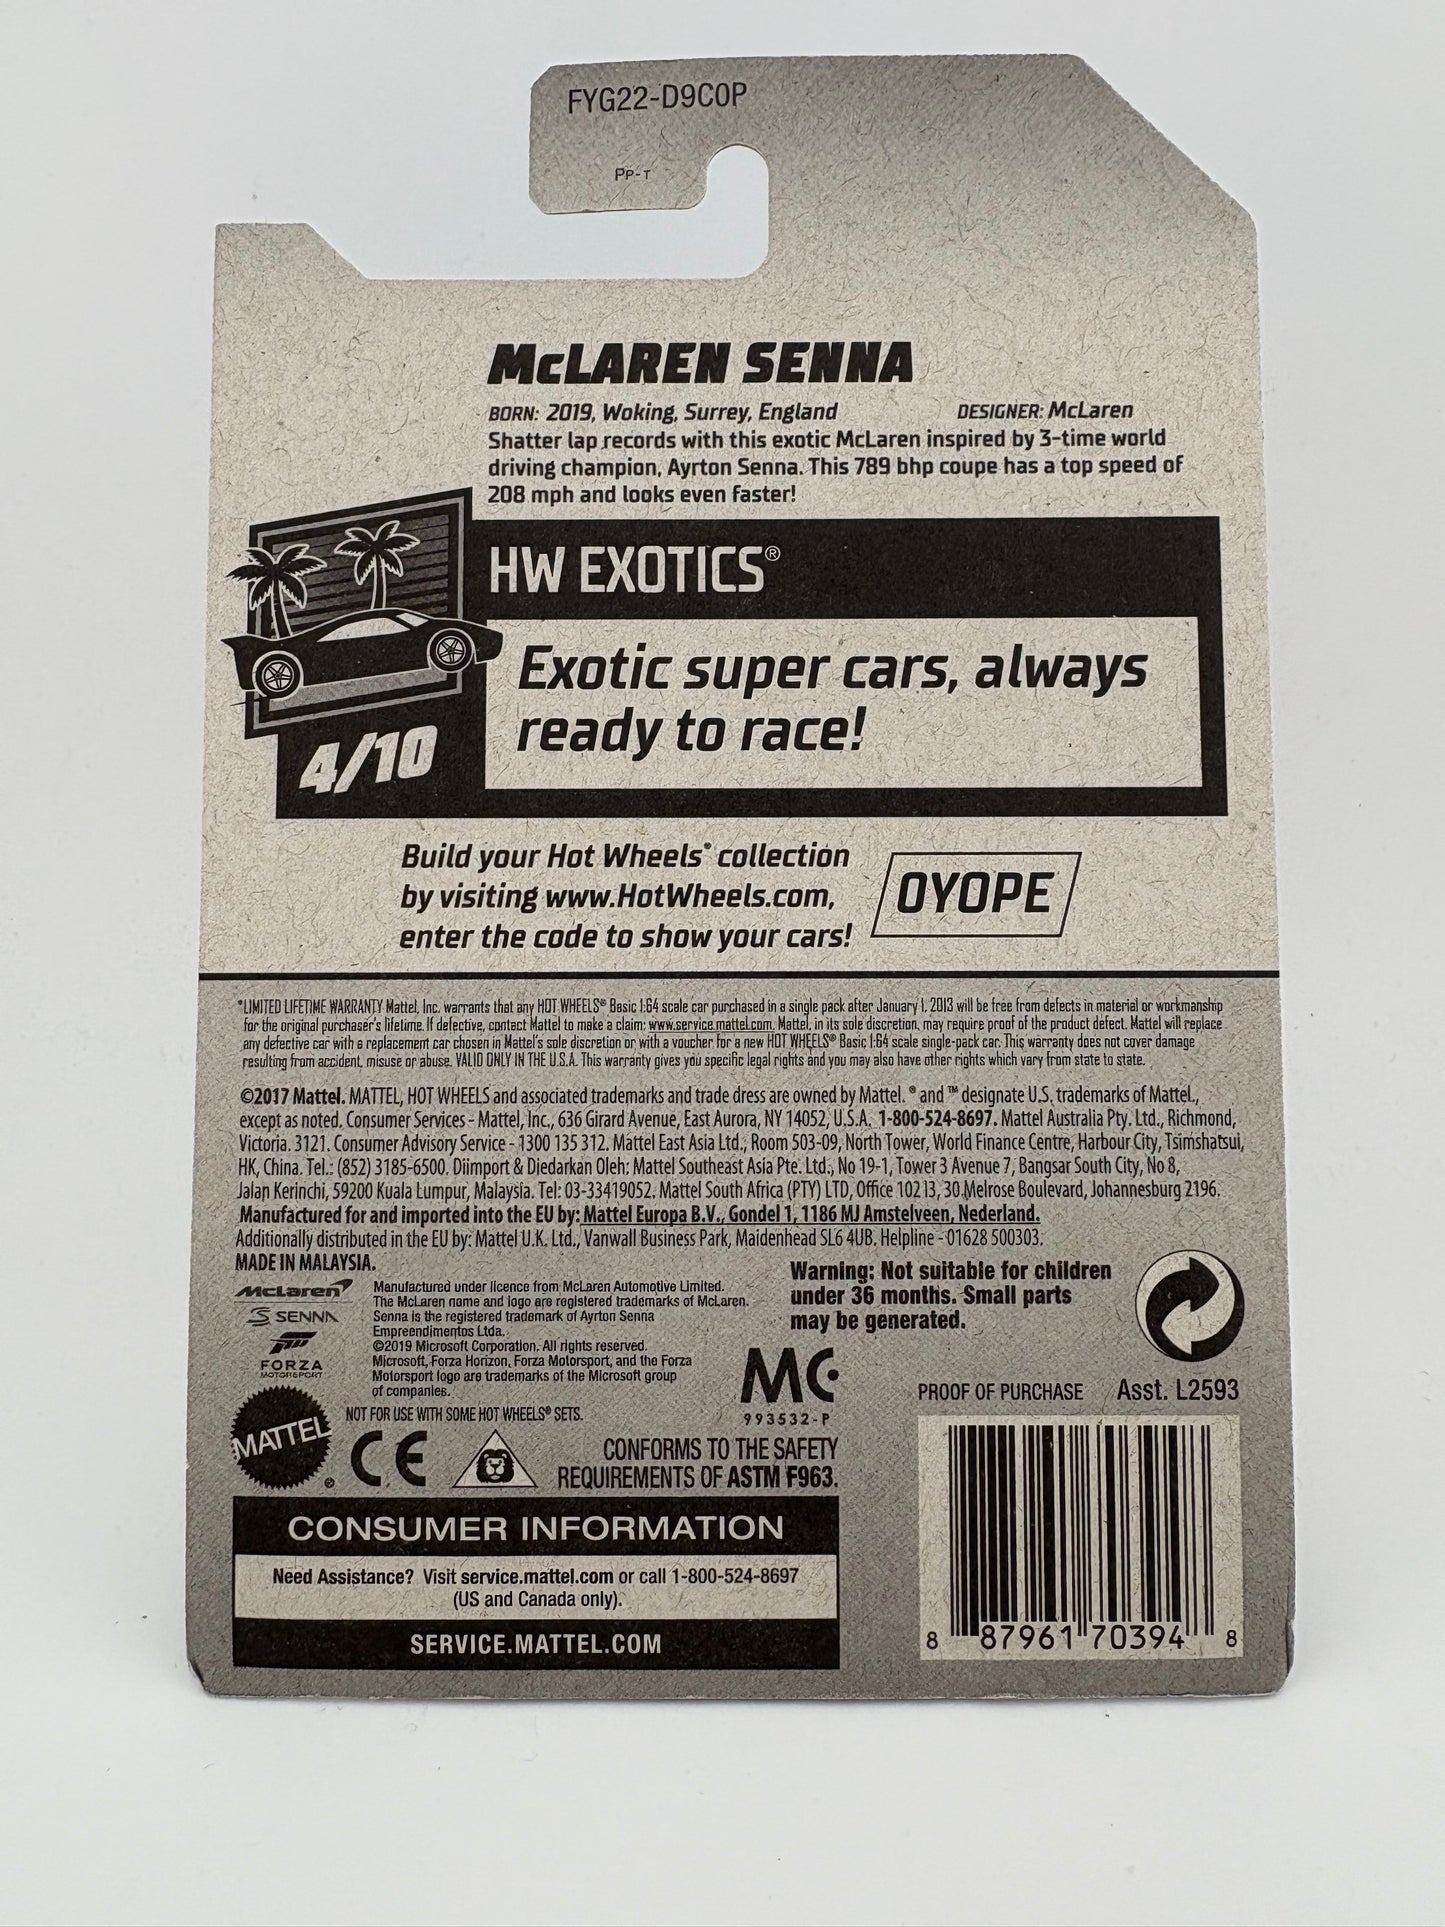 FYG22-D9C0P
PP-T
McLAREN SENNA
BORN: 2019, Woking, Surrey, England DESIGNER: McLaren
Shatter lap records with this exotic McLaren inspired by 3-time world
driving champion, Ayrton Senna. This 789 bhp coupe has a top speed of
208 mph and looks even faster!
HW EXOTICS®
Exotic super cars, always
ready to race!
4/10
Build your Hot Wheels® collection
by visiting www.HotWheels.com,
enter the code to show your cars!
OYOPE
*LIMITED LIFETIME WARRANTY Mattel, Inc. warrants that any HOT WHEELS® Basic 1:64 scale car purchased in a single pack after January 1, 2013 will be free from defects in material or workmanship
for the original purchaser's lifetime. If defective, contact Mattel to make a claim: www.service.mattel.com. Mattel, in its sole discretion, may require proof of the product defect. Mattel will replace
any defective car with a replacement car chosen in Mattel's sole discretion or with a voucher for a new HOT WHEELS® Basic 1:64 scale single-pack car. This warranty does not cover damage
resulting from accident, misuse or abuse. VALID ONLY IN THE U.S.A. This warranty gives you specific legal rights and you may also have other rights which vary from state to state.
©2017 Mattel. MATTEL, HOT WHEELS and associated trademarks and trade dress are owned by Mattel. ® and ™ designate U.S. trademarks of Mattel,
except as noted. Consumer Services - Mattel, Inc., 636 Girard Avenue, East Aurora, NY 14052, U.S.A. 1-800-524-8697. Mattel Australia Pty. Ltd., Richmond,
Victoria. 3121. Consumer Advisory Service - 1300 135 312. Mattel East Asia Ltd., Room 503-09, North Tower, World Finance Centre, Harbour City, Tsimshatsui,
HK, China. Tel.: (852) 3185-6500. Diimport & Diedarkan Oleh: Mattel Southeast Asia Pte. Ltd., No 19-1, Tower 3 Avenue 7, Bangsar South City, No 8,
Jalan Kerinchi, 59200 Kuala Lumpur, Malaysia. Tel: 03-33419052. Mattel South Africa (PTY) LTD, Office 102 I3, 30 Melrose Boulevard, Johannesburg 2196.
Manufactured for and imported into the EU by: Mattel Europa B.V., Gondel 1, 1186 MJ Amstelveen, Nederland.
Additionally distributed in the EU by: Mattel U.K. Ltd., Vanwall Business Park, Maidenhead SL6 4UB. Helpline - 01628 500303.
MADE IN MALAYSIA.
McLaren
SENNA
FORZA
MOTORSPORT
Manufactured under licence from McLaren Automotive Limited.
The McLaren name and logo are registered trademarks of McLaren.
Senna is the registered trademark of Ayrton Senna
Empreendimentos Ltda.
©2019 Microsoft Corporation. All rights reserved.
Microsoft, Forza Horizon, Forza Motorsport, and the Forza
Motorsport logo are trademarks of the Microsoft group
of companies.
Warning: Not suitable for children
under 36 months. Small parts
may be generated.
MC
993532-P
PROOF OF PURCHASE Asst. L2593
NOT FOR USE WITH SOME HOT WHEELS® SETS.
MATTEL®
CE
CONFORMS TO THE SAFETY
REQUIREMENTS OF ASTM F963.
CONSUMER INFORMATION
Need Assistance? Visit service.mattel.com or call 1-800-524-8697
(US and Canada only).
SERVICE.MATTEL.COM
8 87961 70394 8